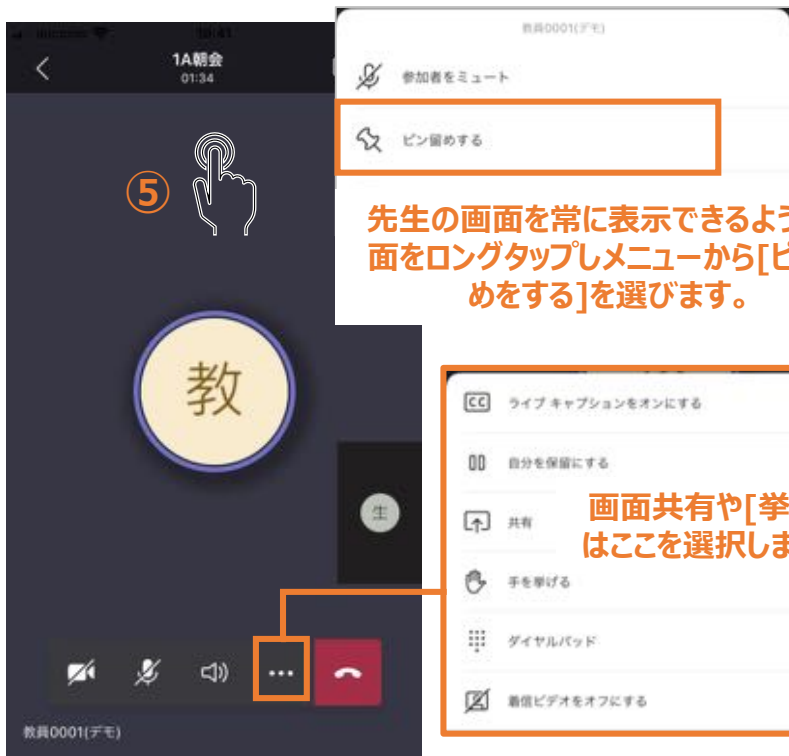 1A朝会
01:34
⑤
教
生
教員0001(デモ)
教員0001(デモ)
参加者をミュート
ピン留めする
先生の画面を常に表示できるよう
面をロングタップしメニューから[ピ
めをする]を選びます。
CC ライブ キャプションをオンにする
自分を保留にする
共有
画面共有や[挙
はここを選択しま
手を挙げる
ダイヤルパッド
着信ビデオをオフにする